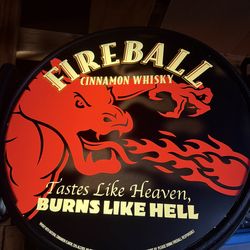 FIREBALL
CINNAMON WHISKY
Tastes Like Heaven,
BURNS LIKE HELL